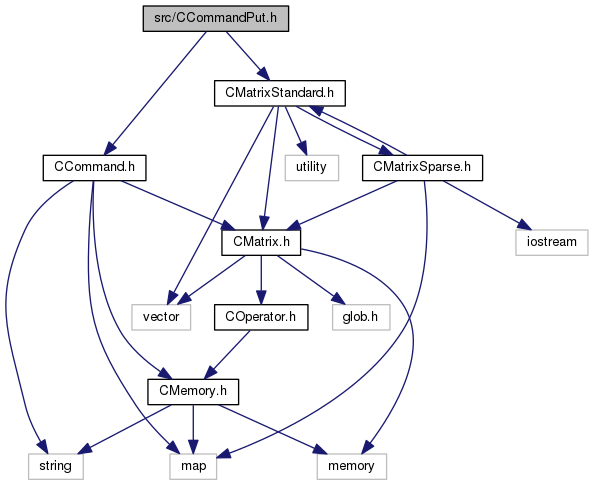 src/CCommandPut.h
CMatrixStandard.h
CCommand.h
utility
CMatrixSparse.h
CMatrix.h
iostream
vector
COperator.h
glob.h
CMemory.h
string
map
memory